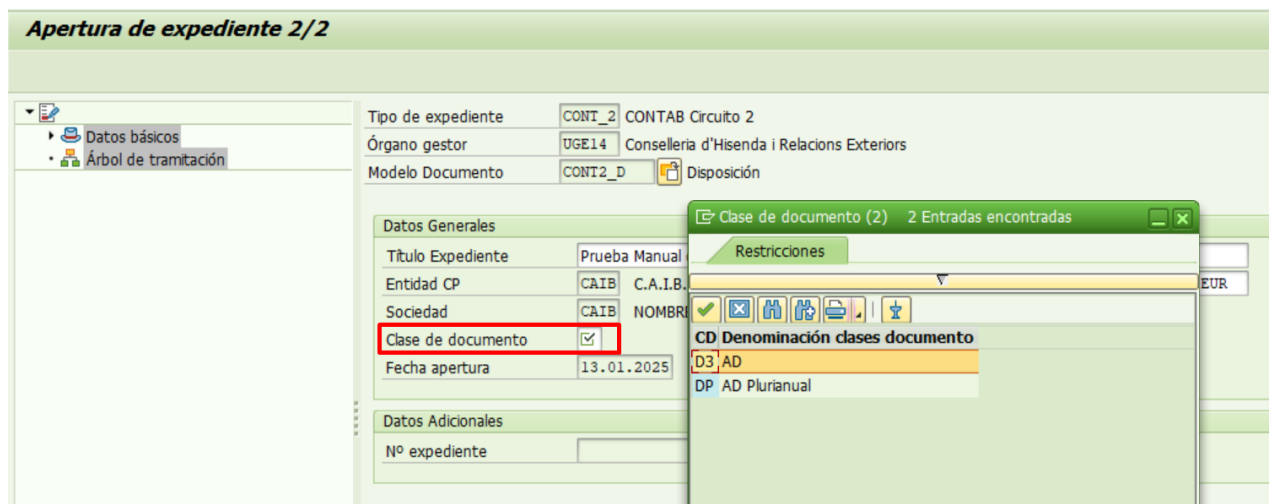 Apertura de expediente 2/2
Datos básicos
Árbol de tramitación
Tipo de expediente CONT_2 CONTAB Circuito 2
Órgano gestor UGE14 Conselleria d'Hisenda i Relacions Exteriors
Modelo Documento CONT2_D Disposición
Datos Generales
Título Expediente Prueba Manual
Entidad CP CAIB C.A.I.B. EUR
Sociedad CAIB NOMBRE
Clase de documento
Fecha apertura 13.01.2025
Datos Adicionales
Nº expediente
Clase de documento (2) 2 Entradas encontradas
Restricciones
CD Denominación clases documento
D3 AD
DP AD Plurianual